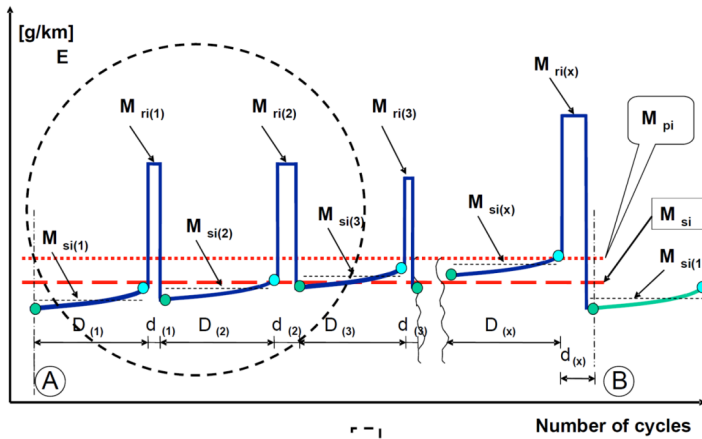 [g/km]
E
M ri(1)
M ri(2)
M ri(3)
M ri(x)
M pi
M si(1)
M si(2)
M si(3)
M si(x)
M si
M si(1
D (1)
d (1)
D (2)
d (2)
D (3)
d (3)
D (x)
d (x)
A
B
Number of cycles